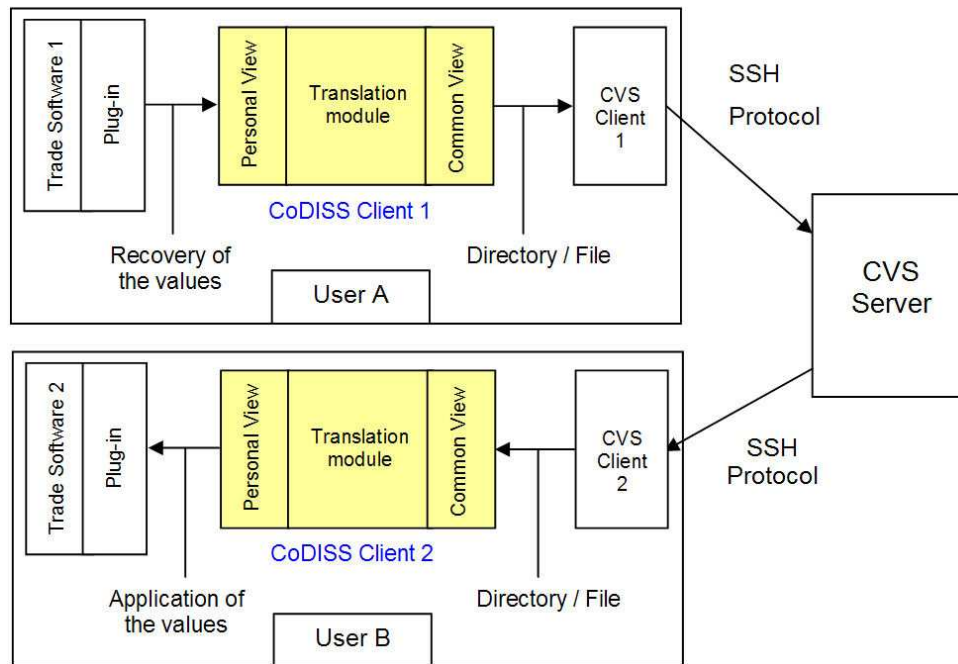 Trade Software 1
Plug-in
Personal View
Translation
module
Common View
CVS
Client
1
SSH
Protocol
CoDISS Client 1
Recovery of
the values
Directory / File
User A
CVS
Server
Trade Software 2
Plug-in
Personal View
Translation
module
Common View
CVS
Client
2
SSH
Protocol
CoDISS Client 2
Application of
the values
Directory / File
User B